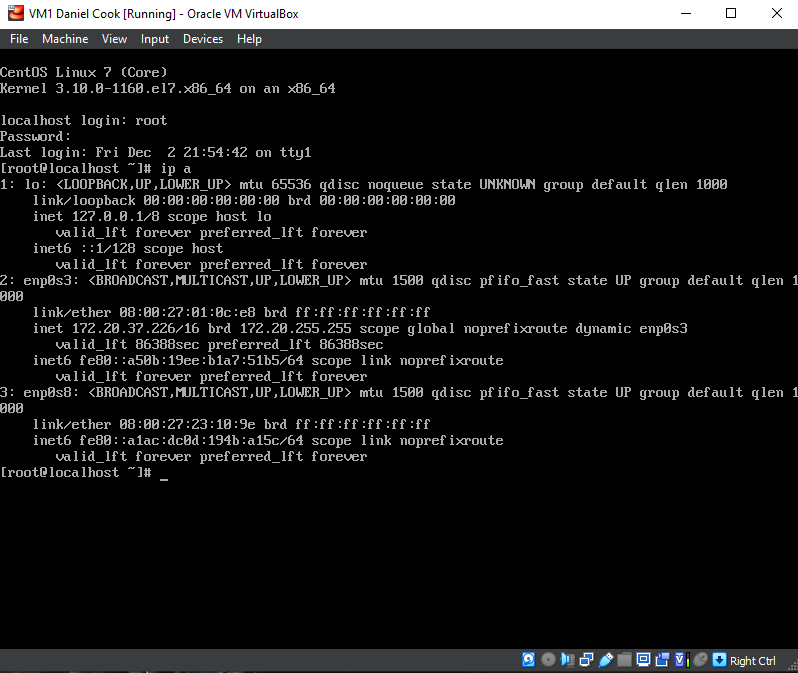 VM1 Daniel Cook [Running] - Oracle VM VirtualBox
File Machine View Input Devices Help
CentOS Linux 7 (Core)
Kernel 3.10.0-1160.el7.x86_64 on an x86_64
localhost login: root
Password:
Last login: Fri Dec  2 21:54:42 on tty1
[root@localhost ~]# ip a
1: lo: <LOOPBACK,UP,LOWER_UP> mtu 65536 qdisc noqueue state UNKNOWN group default qlen 1000
    link/loopback 00:00:00:00:00:00 brd 00:00:00:00:00:00
    inet 127.0.0.1/8 scope host lo
       valid_lft forever preferred_lft forever
    inet6 ::1/128 scope host
       valid_lft forever preferred_lft forever
2: enp0s3: <BROADCAST,MULTICAST,UP,LOWER_UP> mtu 1500 qdisc pfifo_fast state UP group default qlen 1
000
    link/ether 08:00:27:01:0c:e8 brd ff:ff:ff:ff:ff:ff
    inet 172.20.37.226/16 brd 172.20.255.255 scope global noprefixroute dynamic enp0s3
       valid_lft 86388sec preferred_lft 86388sec
    inet6 fe80::a50b:19ee:b1a7:51b5/64 scope link noprefixroute
       valid_lft forever preferred_lft forever
3: enp0s8: <BROADCAST,MULTICAST,UP,LOWER_UP> mtu 1500 qdisc pfifo_fast state UP group default qlen 1
000
    link/ether 08:00:27:23:10:9e brd ff:ff:ff:ff:ff:ff
    inet6 fe80::a1ac:dc0d:194b:a15c/64 scope link noprefixroute
       valid_lft forever preferred_lft forever
[root@localhost ~]# _
Right Ctrl